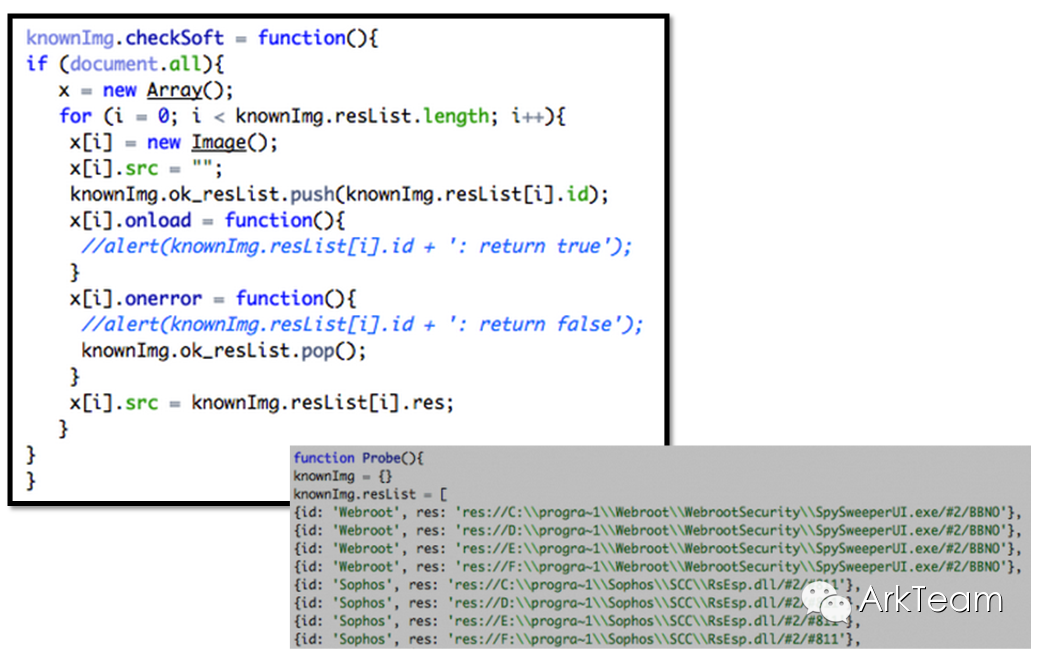 knownImg.checkSoft = function(){
if (document.all){
x = new Array();
for (i = 0; i < knownImg.resList.length; i++){
x[i] = new Image();
x[i].src = "";
knownImg.ok_resList.push(knownImg.resList[i].id);
x[i].onload = function(){
//alert(knownImg.resList[i].id + ': return true');
}
x[i].onerror = function(){
//alert(knownImg.resList[i].id + ': return false');
knownImg.ok_resList.pop();
}
x[i].src = knownImg.resList[i].res;
}
}
}
function Probe(){
knownImg = {}
knownImg.resList = [
{id: 'Webroot', res: 'res://C:\\progra~1\\Webroot\\WebrootSecurity\\SpySweeperUI.exe/#2/BBNO'},
{id: 'Webroot', res: 'res://D:\\progra~1\\Webroot\\WebrootSecurity\\SpySweeperUI.exe/#2/BBNO'},
{id: 'Webroot', res: 'res://E:\\progra~1\\Webroot\\WebrootSecurity\\SpySweeperUI.exe/#2/BBNO'},
{id: 'Webroot', res: 'res://F:\\progra~1\\Webroot\\WebrootSecurity\\SpySweeperUI.exe/#2/BBNO'},
{id: 'Sophos', res: 'res://C:\\progra~1\\Sophos\\SCC\\RsEsp.dll/#2/#811'},
{id: 'Sophos', res: 'res://D:\\progra~1\\Sophos\\SCC\\RsEsp.dll/#2/
{id: 'Sophos', res: 'res://E:\\progra~1\\Sophos\\SCC\\RsEsp.dll/#2/#811'},
{id: 'Sophos', res: 'res://F:\\progra~1\\Sophos\\SCC\\RsEsp.dll/#2/#811'},
ArkTeam